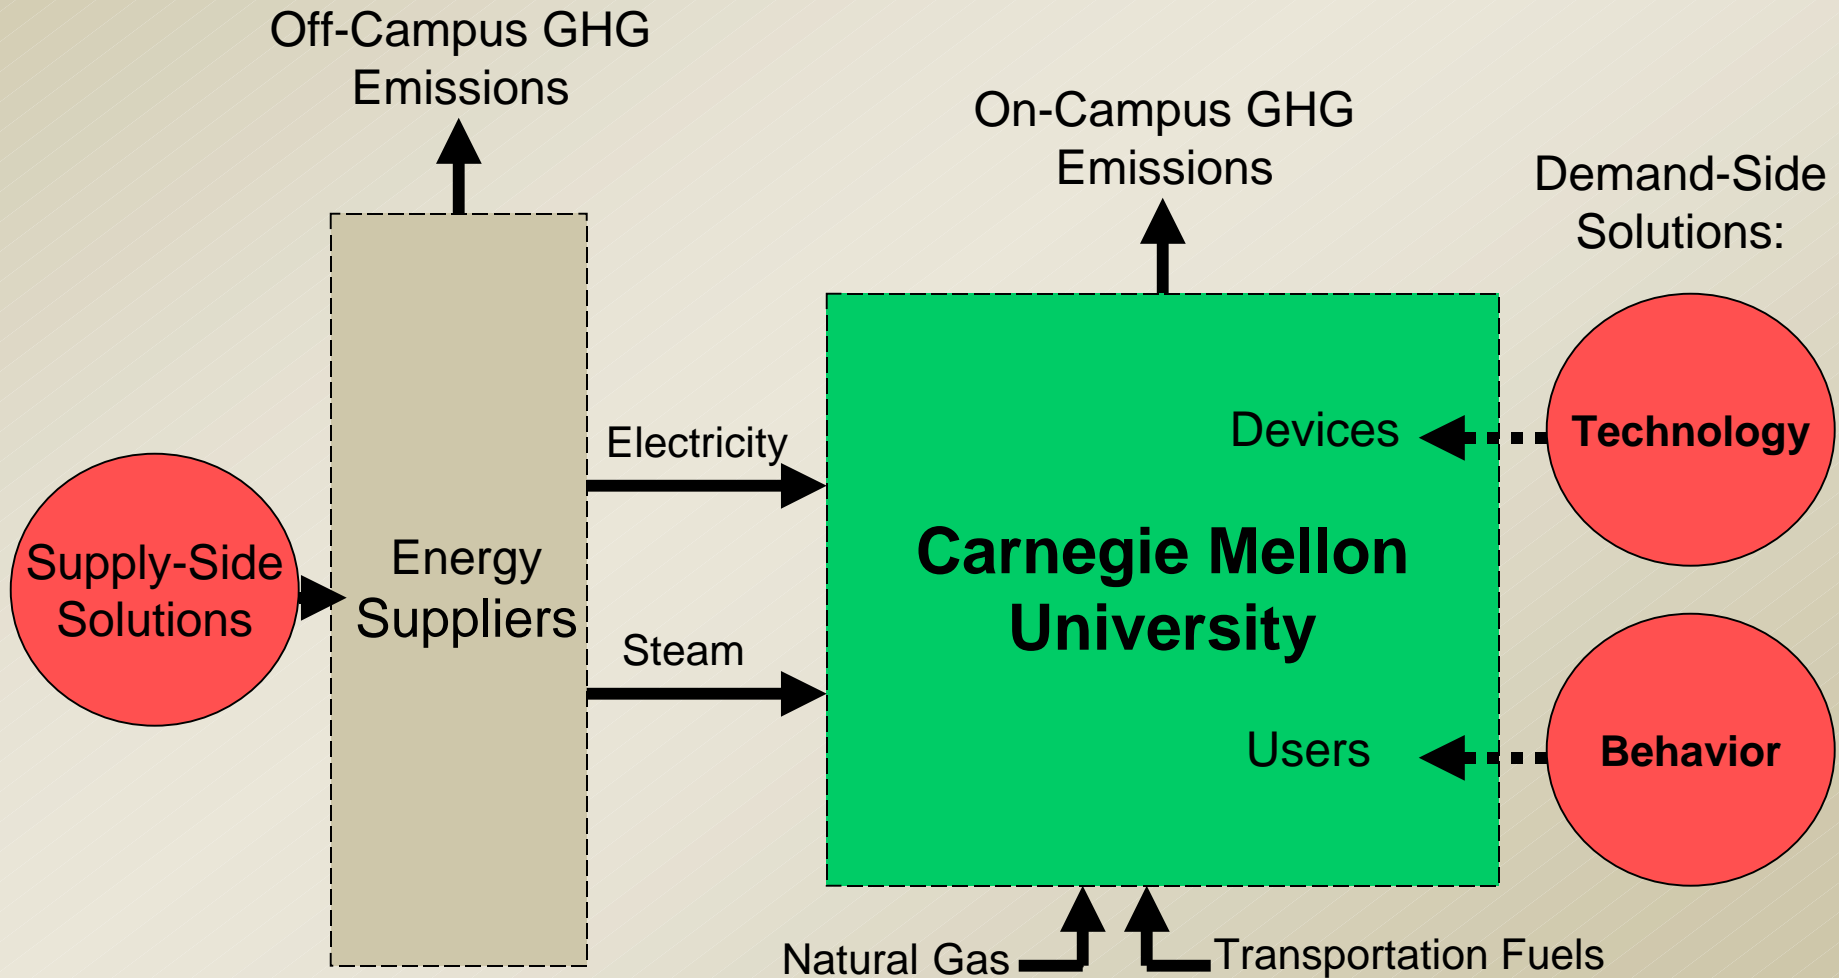 Off-Campus GHG
Emissions
On-Campus GHG
Emissions
Demand-Side
Solutions:
Supply-Side
Solutions
Energy
Suppliers
Electricity
Steam
Carnegie Mellon
University
Devices
Users
Technology
Behavior
Natural Gas
Transportation Fuels